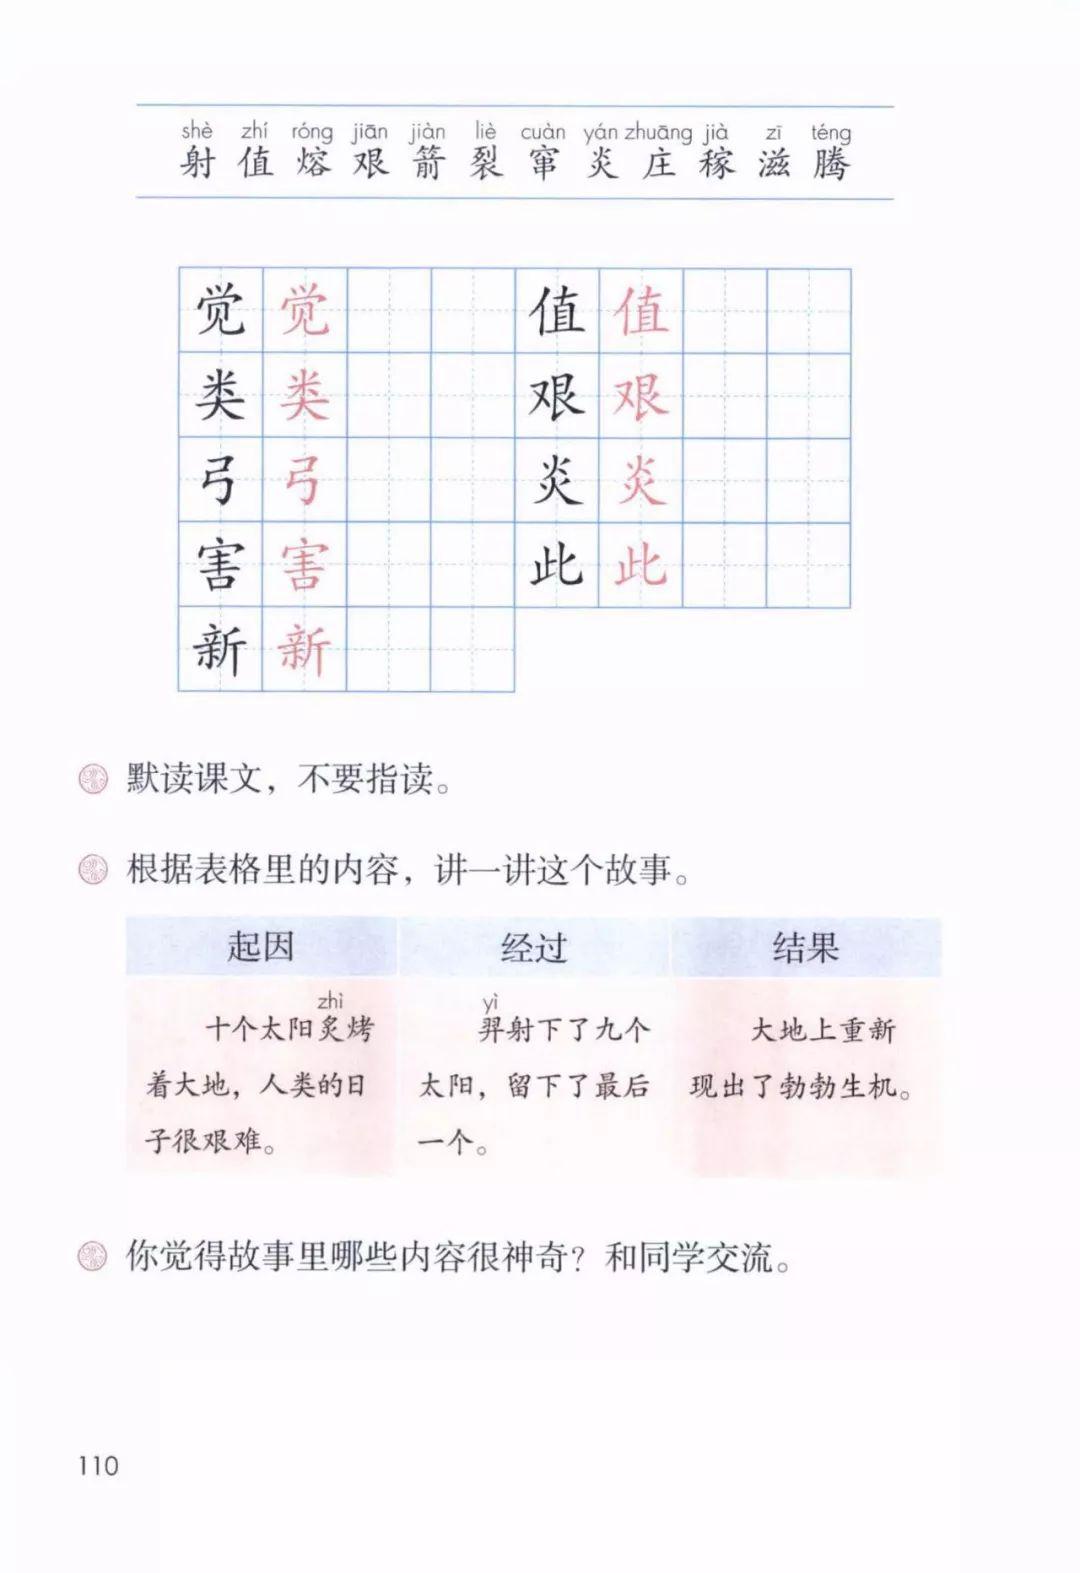 shè zhí róng jiān jiàn liè cuàn yán zhuāng jià zī téng
射 值 熔 艰 箭 裂 窜 炎 庄 稼 滋 腾
觉 觉 值 值
类 类 艰 艰
弓 弓 炎 炎
害 害 此 此
新 新
默读课文，不要指读。
根据表格里的内容，讲一讲这个故事。
起因 经过 结果
zhì yì
十个太阳炙烤 羿射下了九个 大地上重新
着大地，人类的日 太阳，留下了最后 现出了勃勃生机。
子很艰难。 一个。
你觉得故事里哪些内容很神奇？和同学交流。
110